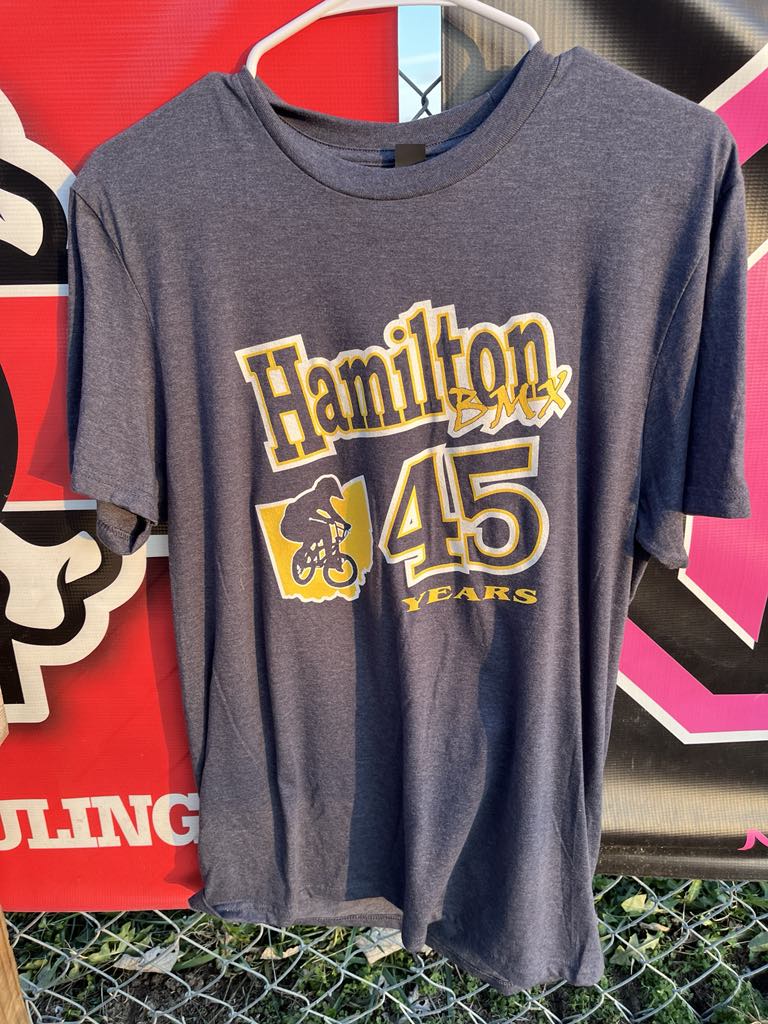 Hamilton
BMX
45
YEARS
ULING